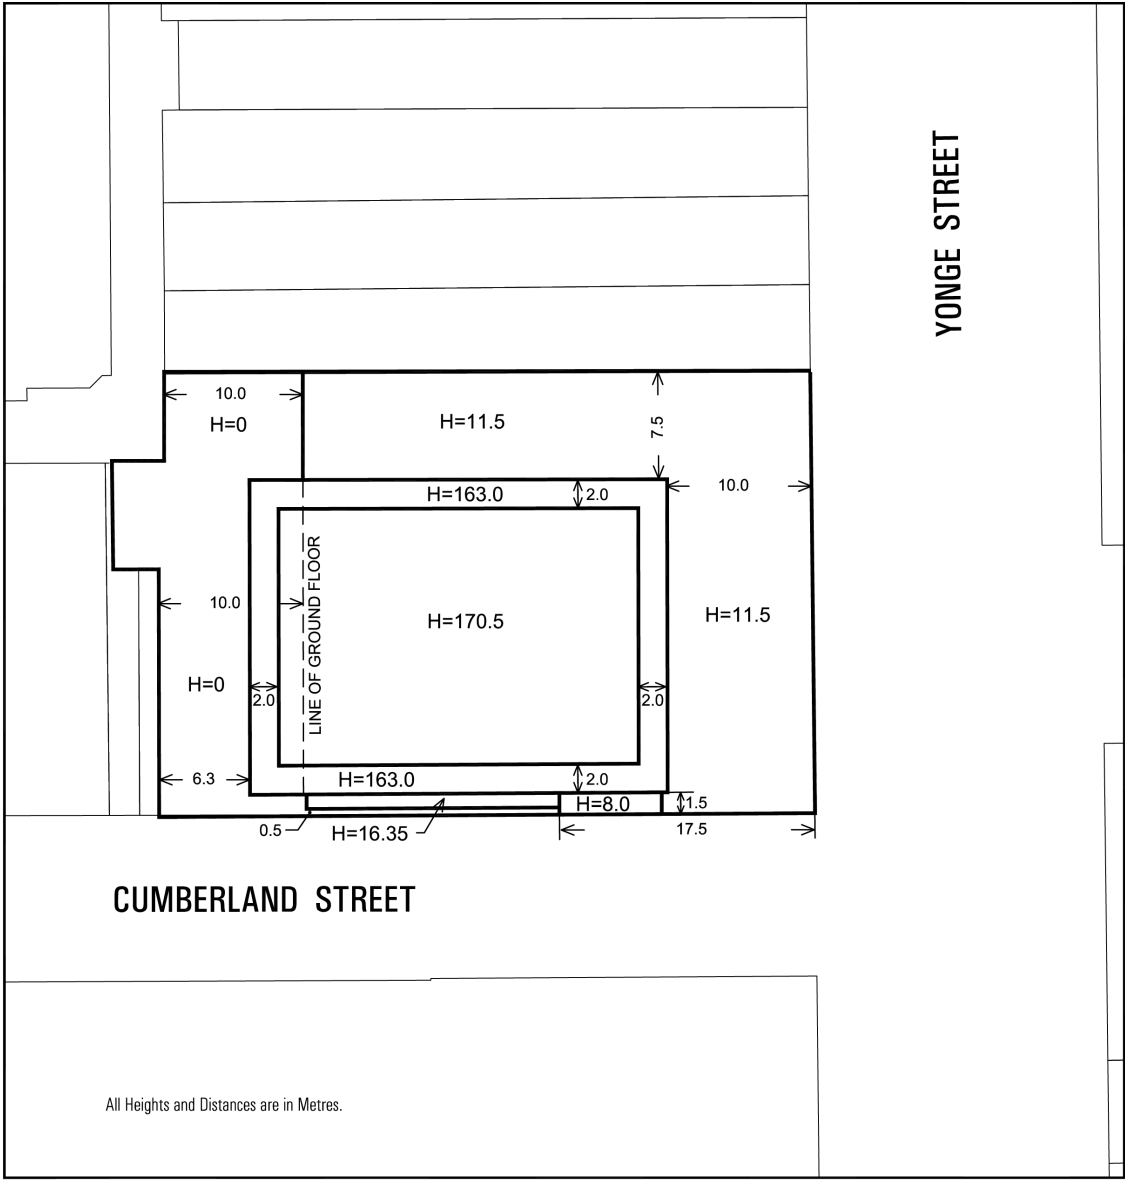 YONGE STREET
10.0
H=0
H=11.5
7.5
H=163.0
2.0
10.0
LINE OF GROUND FLOOR
10.0
H=170.5
H=11.5
H=0
2.0
2.0
6.3
H=163.0
2.0
H=8.0
1.5
0.5
H=16.35
17.5
CUMBERLAND STREET
All Heights and Distances are in Metres.